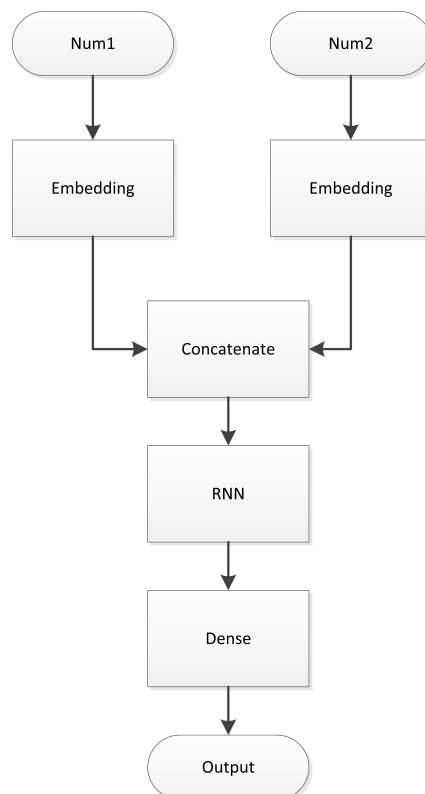 Num1
Num2
Embedding
Embedding
Concatenate
RNN
Dense
Output